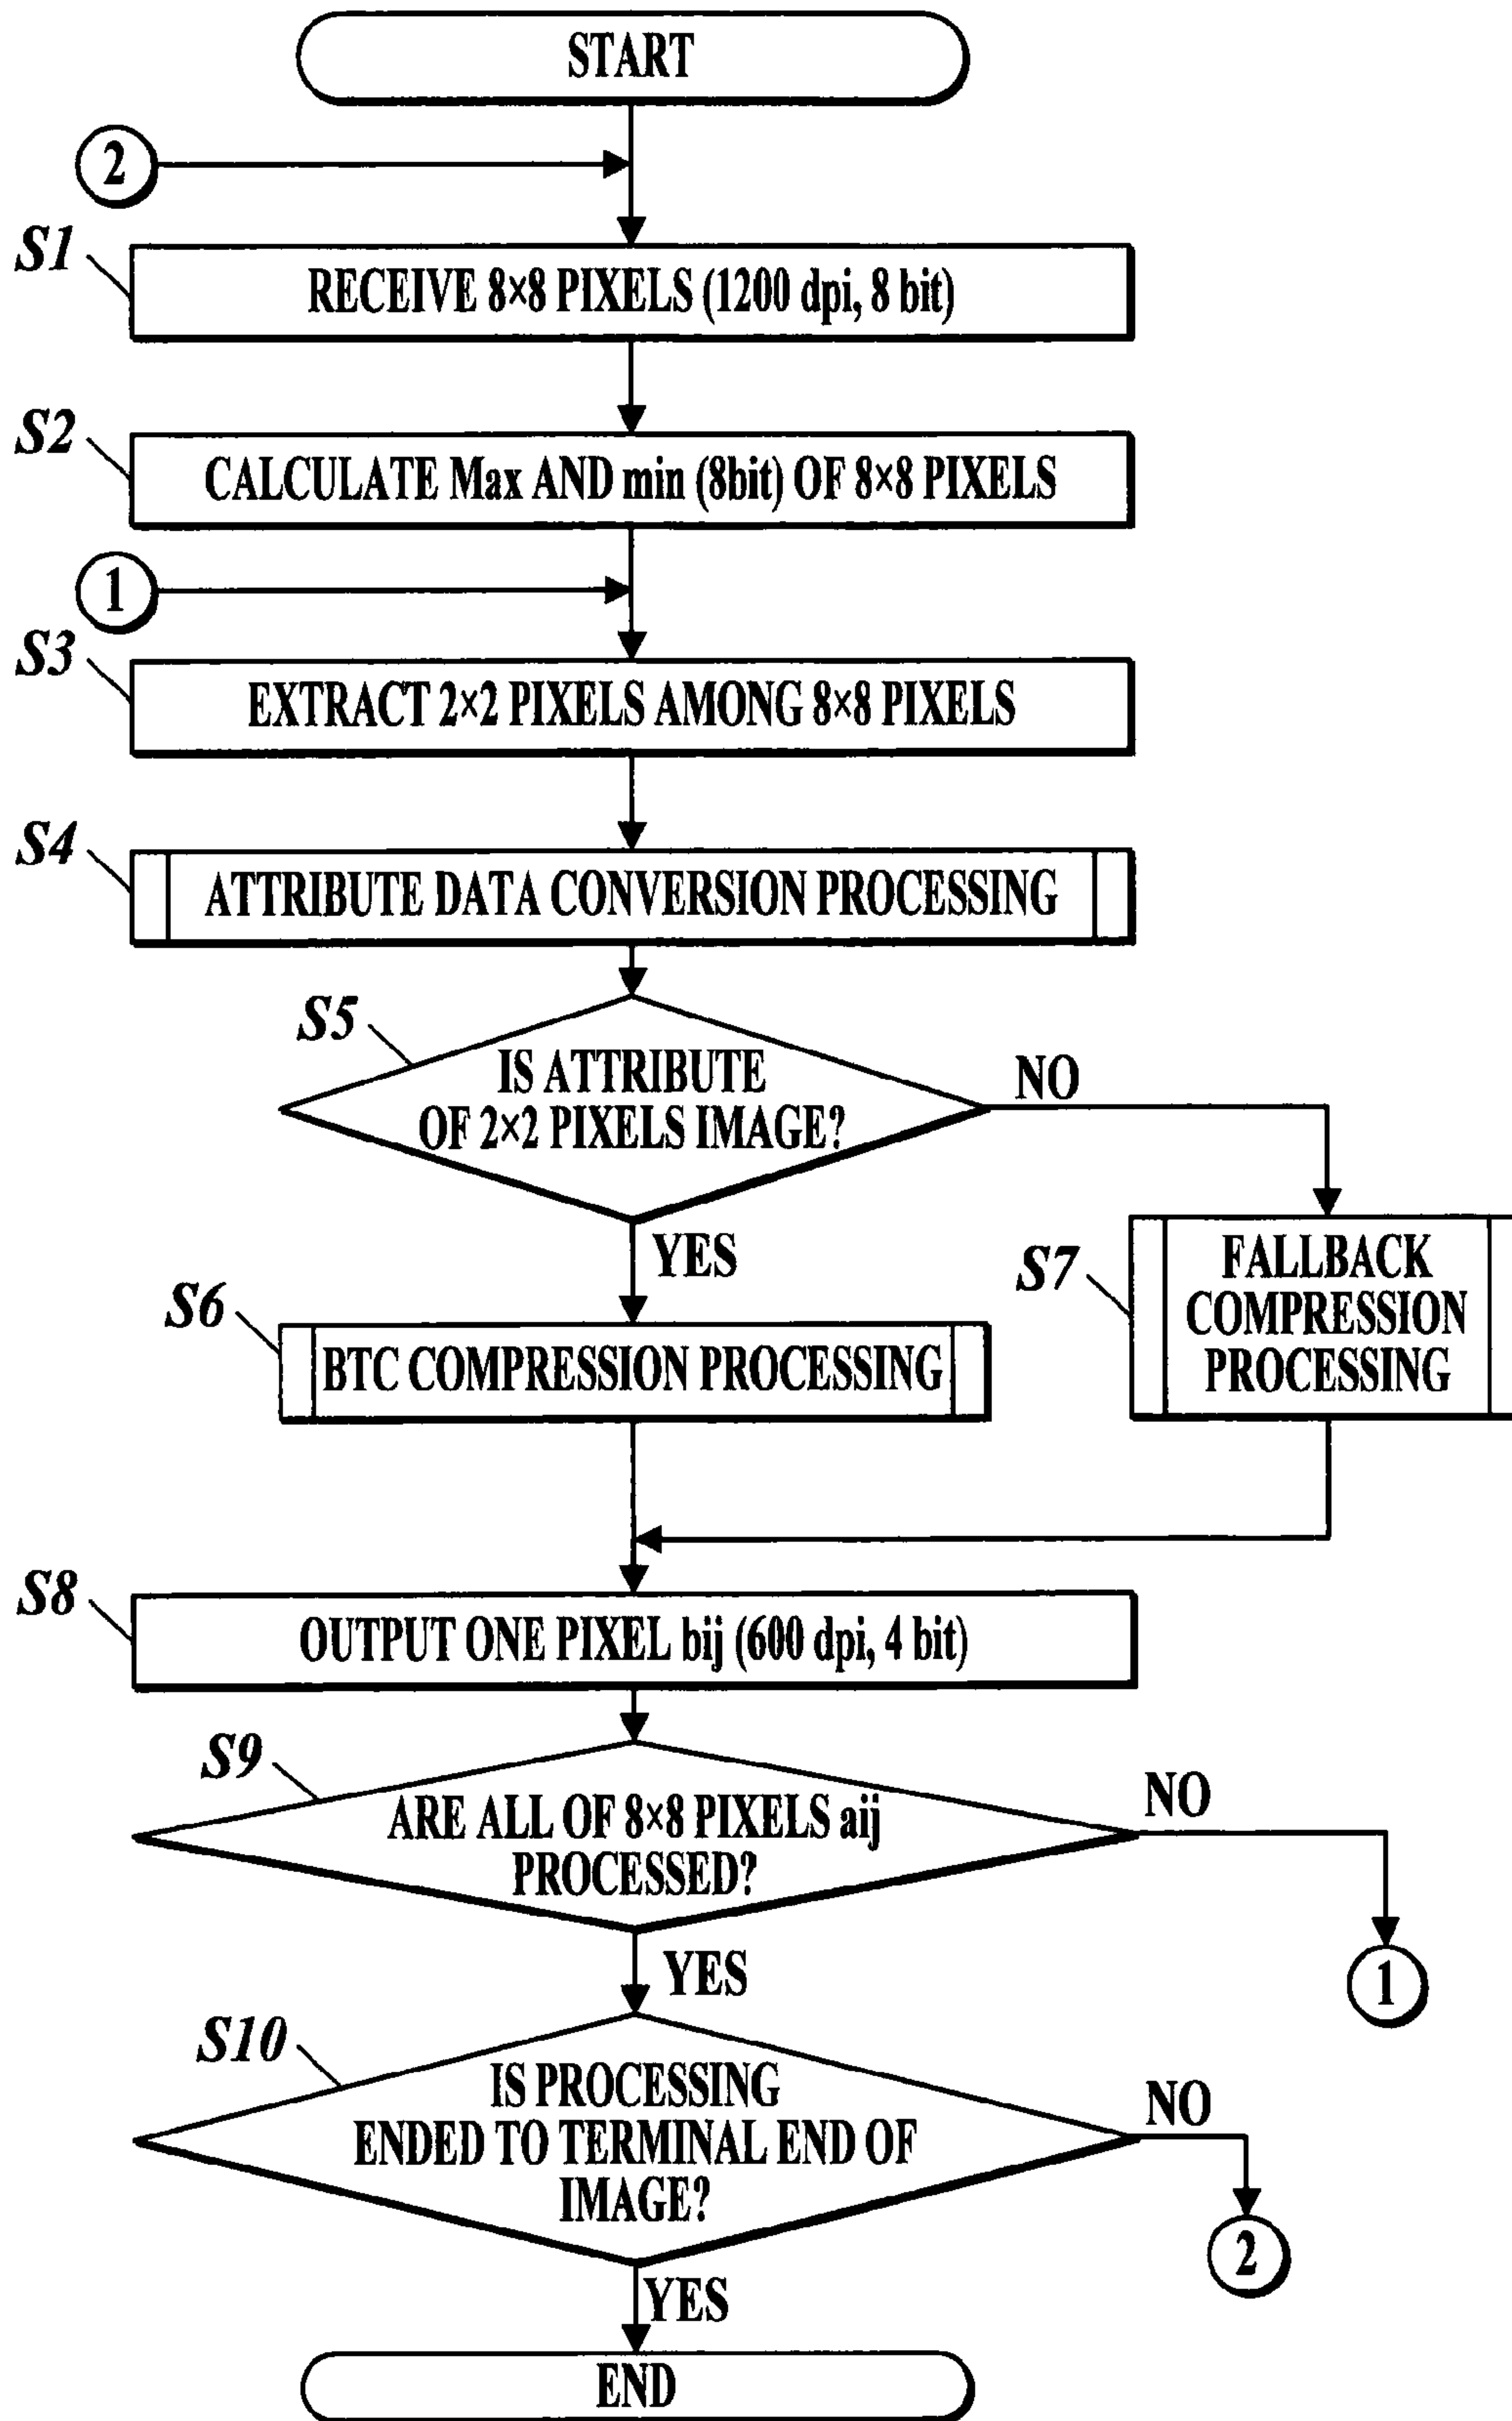 START
2
S1
RECEIVE 8×8 PIXELS (1200 dpi, 8 bit)
S2
CALCULATE Max AND min (8bit) OF 8×8 PIXELS
1
S3
EXTRACT 2×2 PIXELS AMONG 8×8 PIXELS
S4
ATTRIBUTE DATA CONVERSION PROCESSING
S5
IS ATTRIBUTE
OF 2×2 PIXELS IMAGE?
NO
YES
S6
BTC COMPRESSION PROCESSING
S7
FALLBACK
COMPRESSION
PROCESSING
S8
OUTPUT ONE PIXEL bij (600 dpi, 4 bit)
S9
ARE ALL OF 8×8 PIXELS aij
PROCESSED?
NO
1
YES
S10
IS PROCESSING
ENDED TO TERMINAL END OF
IMAGE?
NO
2
YES
END